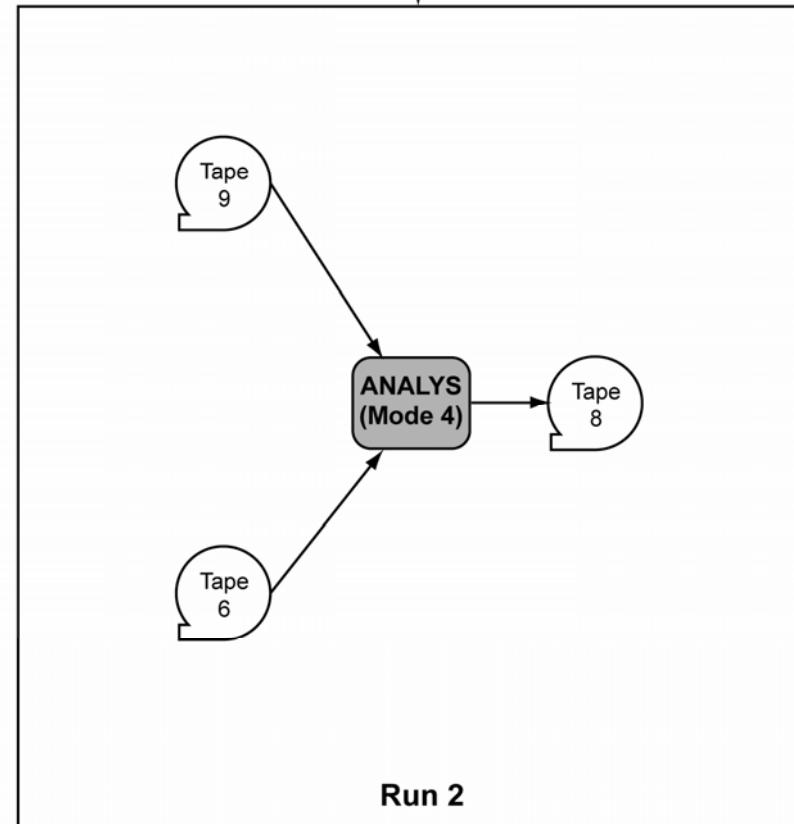 Tape
9
ANALYS
(Mode 4)
Tape
8
Tape
6
Run 2